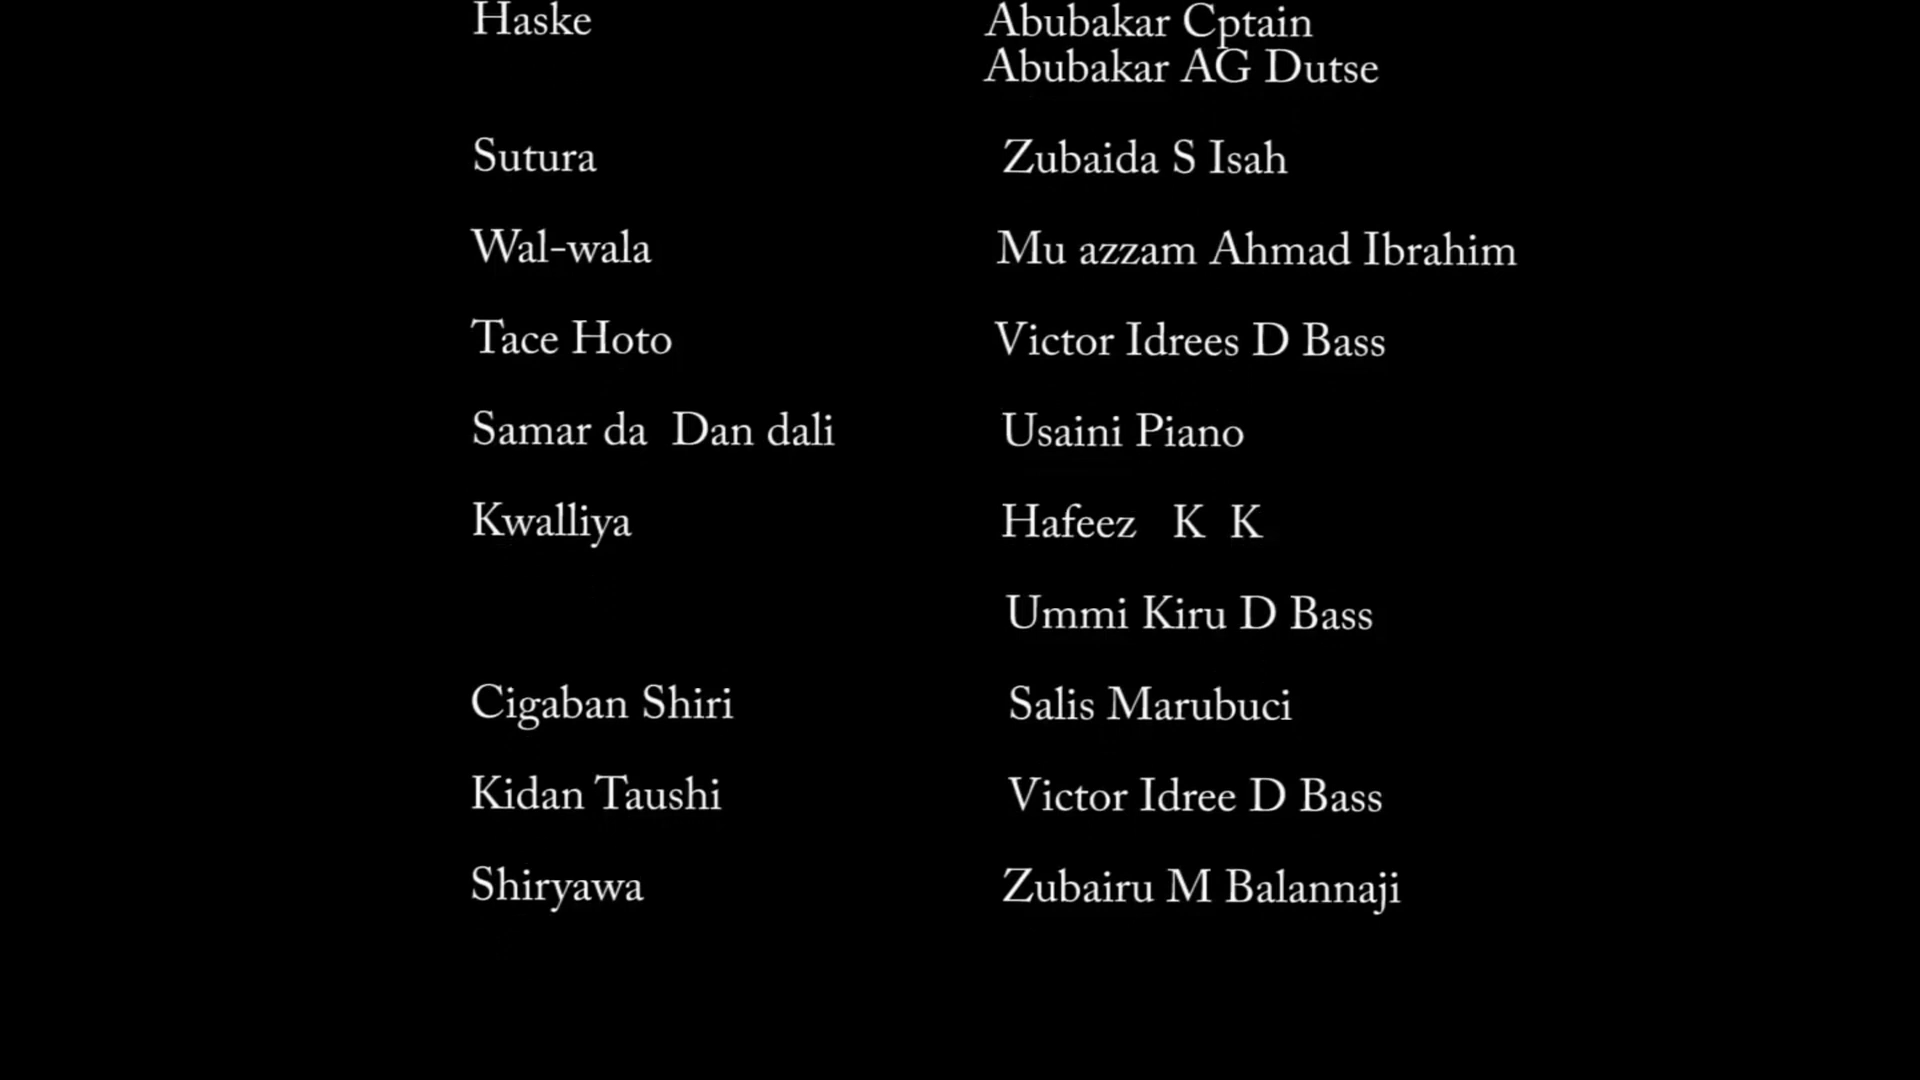 Haske Abubakar Cptain
Abubakar AG Dutse
Sutura Zubaida S Isah
Wal-wala Mu azzam Ahmad Ibrahim
Tace Hoto Victor Idrees D Bass
Samar da Dan dali Usaini Piano
Kwalliya Hafeez K K
Ummi Kiru D Bass
Cigaban Shiri Salis Marubuci
Kidan Taushi Victor Idree D Bass
Shiryawa Zubairu M Balannaji